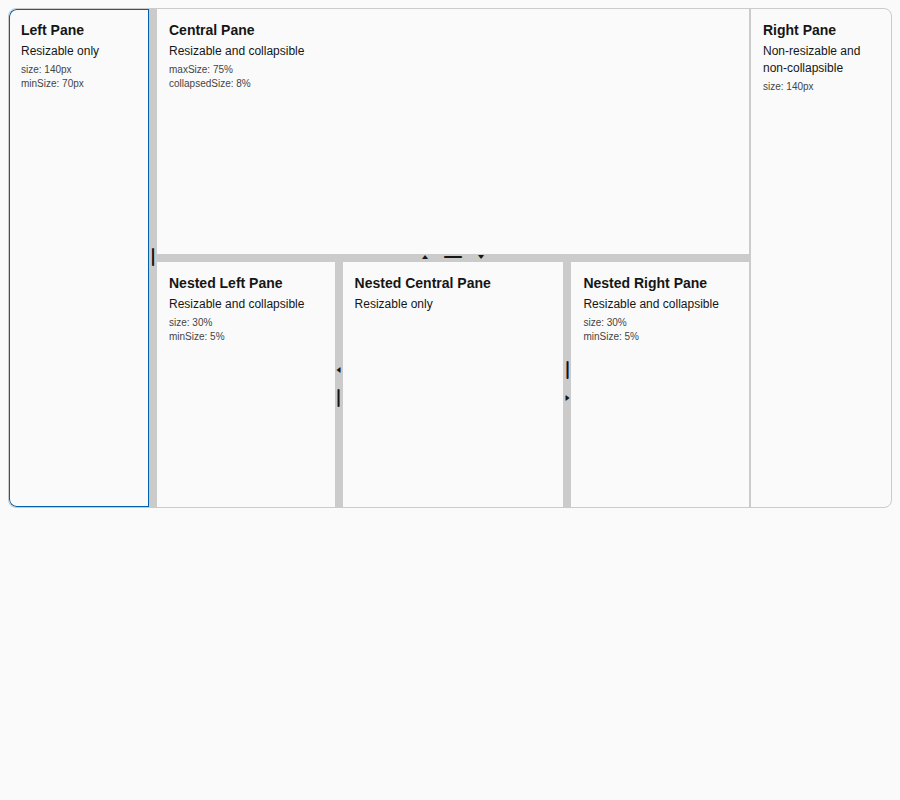 Left Pane
Resizable only
size: 140px
minSize: 70px
Central Pane
Resizable and collapsible
maxSize: 75%
collapsedSize: 8%
Right Pane
Non-resizable and
non-collapsible
size: 140px
Nested Left Pane
Resizable and collapsible
size: 30%
minSize: 5%
Nested Central Pane
Resizable only
Nested Right Pane
Resizable and collapsible
size: 30%
minSize: 5%